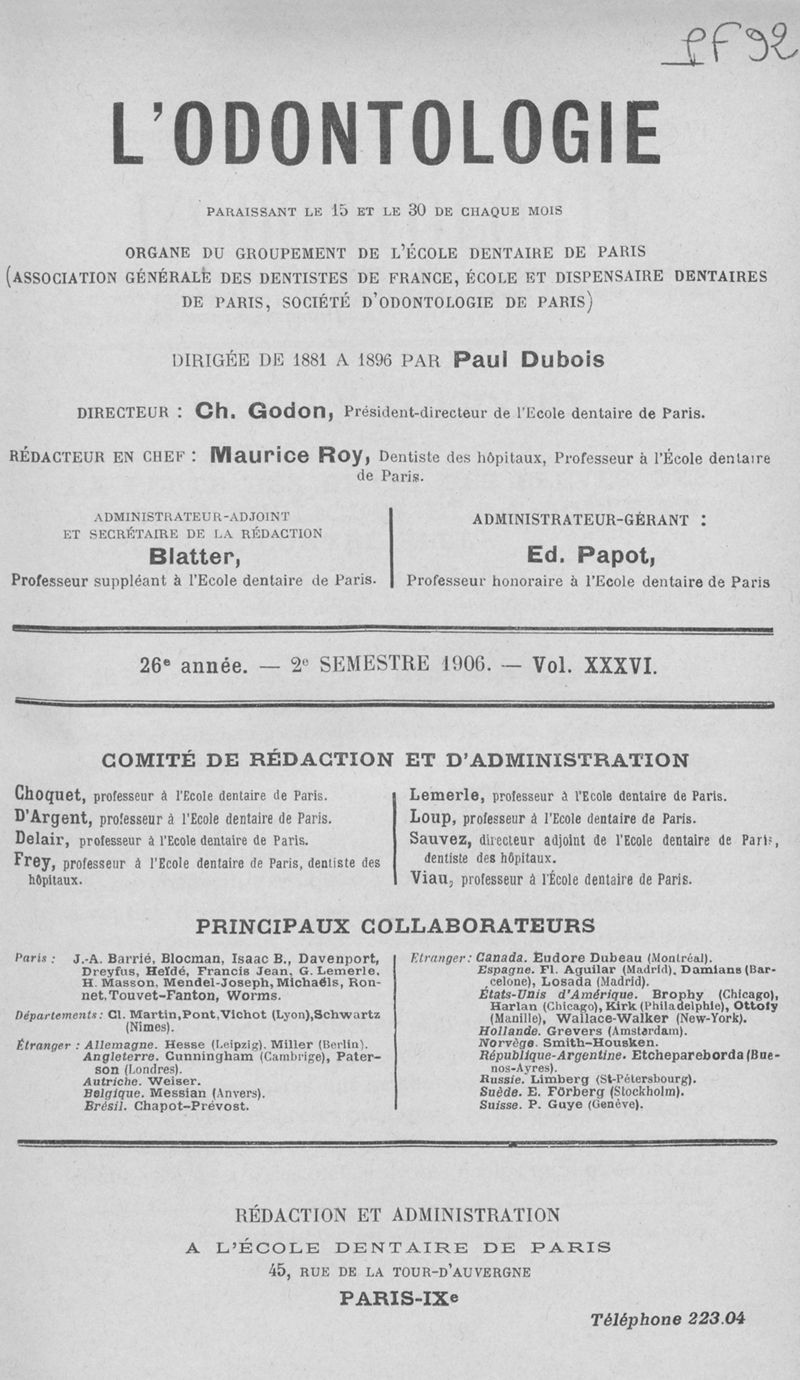 PF 92
L'ODONTOLOGIE
PARAISSANT LE 15 ET LE 30 DE CHAQUE MOIS
ORGANE DU GROUPEMENT DE L'ÉCOLE DENTAIRE DE PARIS
(ASSOCIATION GÉNÉRALE DES DENTISTES DE FRANCE, ÉCOLE ET DISPENSAIRE DENTAIRES
DE PARIS, SOCIÉTÉ D'ODONTOLOGIE DE PARIS)
DIRIGÉE DE 1881 A 1896 PAR Paul Dubois
DIRECTEUR : Ch. Godon, Président-directeur de l'Ecole dentaire de Paris.
RÉDACTEUR EN CHEF : Maurice Roy, Dentiste des hôpitaux, Professeur à l'École dentaire
de Paris.
ADMINISTRATEUR-ADJOINT
ET SECRÉTAIRE DE LA RÉDACTION
Blatter,
Professeur suppléant à l'Ecole dentaire de Paris.
ADMINISTRATEUR-GÉRANT :
Ed. Papot,
Professeur honoraire à l'Ecole dentaire de Paris
26e année. — 2e SEMESTRE 1906. — Vol. XXXVI.
COMITÉ DE RÉDACTION ET D'ADMINISTRATION
Choquet, professeur à l'Ecole dentaire de Paris.
D'Argent, professeur à l'Ecole dentaire de Paris.
Delair, professeur à l'Ecole dentaire de Paris.
Frey, professeur à l'Ecole dentaire de Paris, dentiste des
hôpitaux.
Lemerle, professeur à l'Ecole dentaire de Paris.
Loup, professeur à l'Ecole dentaire de Paris.
Sauvez, directeur adjoint de l'Ecole dentaire de Paris,
dentiste des hôpitaux.
Viau, professeur à l'École dentaire de Paris.
PRINCIPAUX COLLABORATEURS
Paris : J.-A. Barrié, Blocman, Isaac B., Davenport,
Dreyfus, Heïdé, Francis Jean, G. Lemerle,
H. Masson, Mendel-Joseph, Michaëls, Ron-
net, Touvet-Fanton, Worms.
Départements : Cl. Martin, Pont, Vichot (Lyon), Schwartz
(Nimes).
Étranger : Allemagne. Hesse (Leipzig). Miller (Berlin).
Angleterre. Cunningham (Cambrige), Pater-
son (Londres).
Autriche. Weiser.
Belgique. Messian (Anvers).
Brésil. Chapot-Prévost.
Etranger : Canada. Eudore Dubeau (Montréal).
Espagne. Fl. Aguilar (Madrid), Damians (Bar-
celone), Losada (Madrid).
États-Unis d'Amérique. Brophy (Chicago),
Harlan (Chicago), Kirk (Philadelphie), Ottofy
(Manille), Wallace-Walker (New-York).
Hollande. Grevers (Amsterdam).
Norvège. Smith-Housken.
République-Argentine. Etchepareborda (Bue-
nos-Ayres).
Russie. Limberg (St-Pétersbourg).
Suède. E. Förberg (Stockholm).
Suisse. P. Guye (Genève).
RÉDACTION ET ADMINISTRATION
A L'ÉCOLE DENTAIRE DE PARIS
45, RUE DE LA TOUR-D'AUVERGNE
PARIS-IXe
Téléphone 223.04